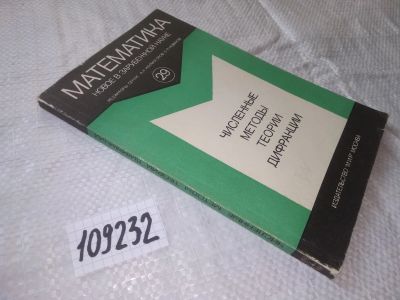 МАТЕМАТИКА
НОВОЕ В ЗАРУБЕЖНОЙ НАУКЕ
29
ЧИСЛЕННЫЕ
МЕТОДЫ
ТЕОРИИ
ДИФРАКЦИИ
ИЗДАТЕЛЬСТВО "МИР" МОСКВА
109232